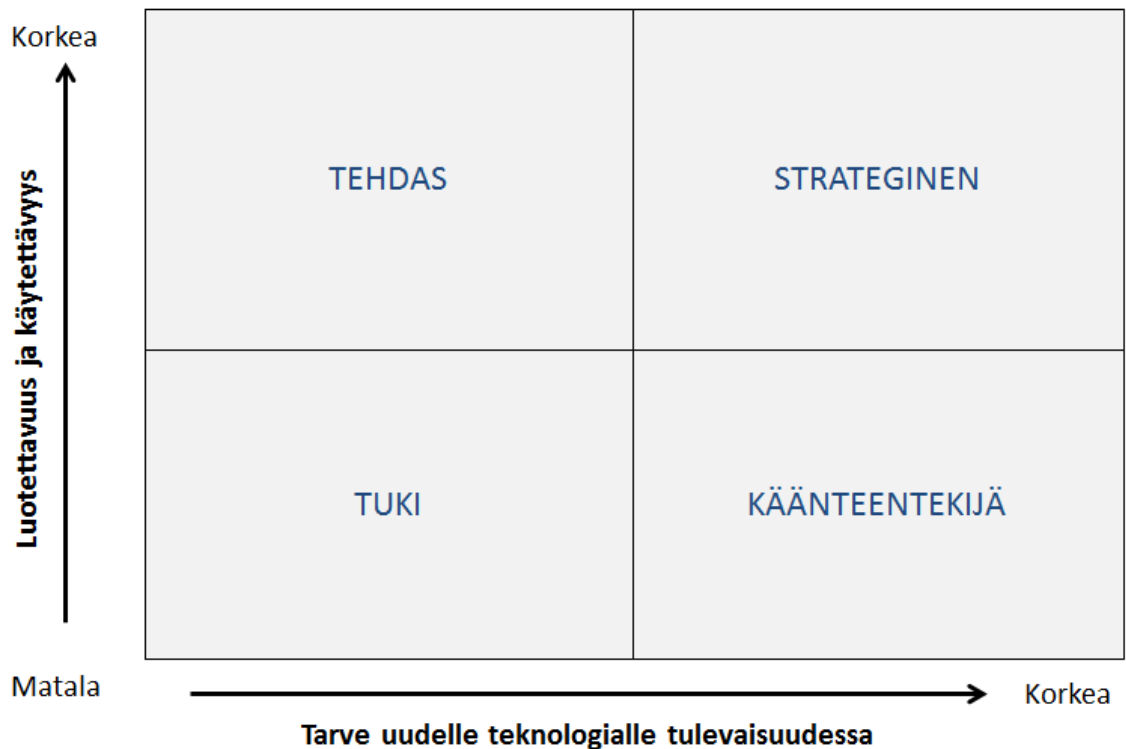 Korkea
TEHDAS
STRATEGINEN
Luotettavuus ja käytettävyys
TUKI
KÄÄNTEENTEKIJÄ
Matala
Korkea
Tarve uudelle teknologialle tulevaisuudessa